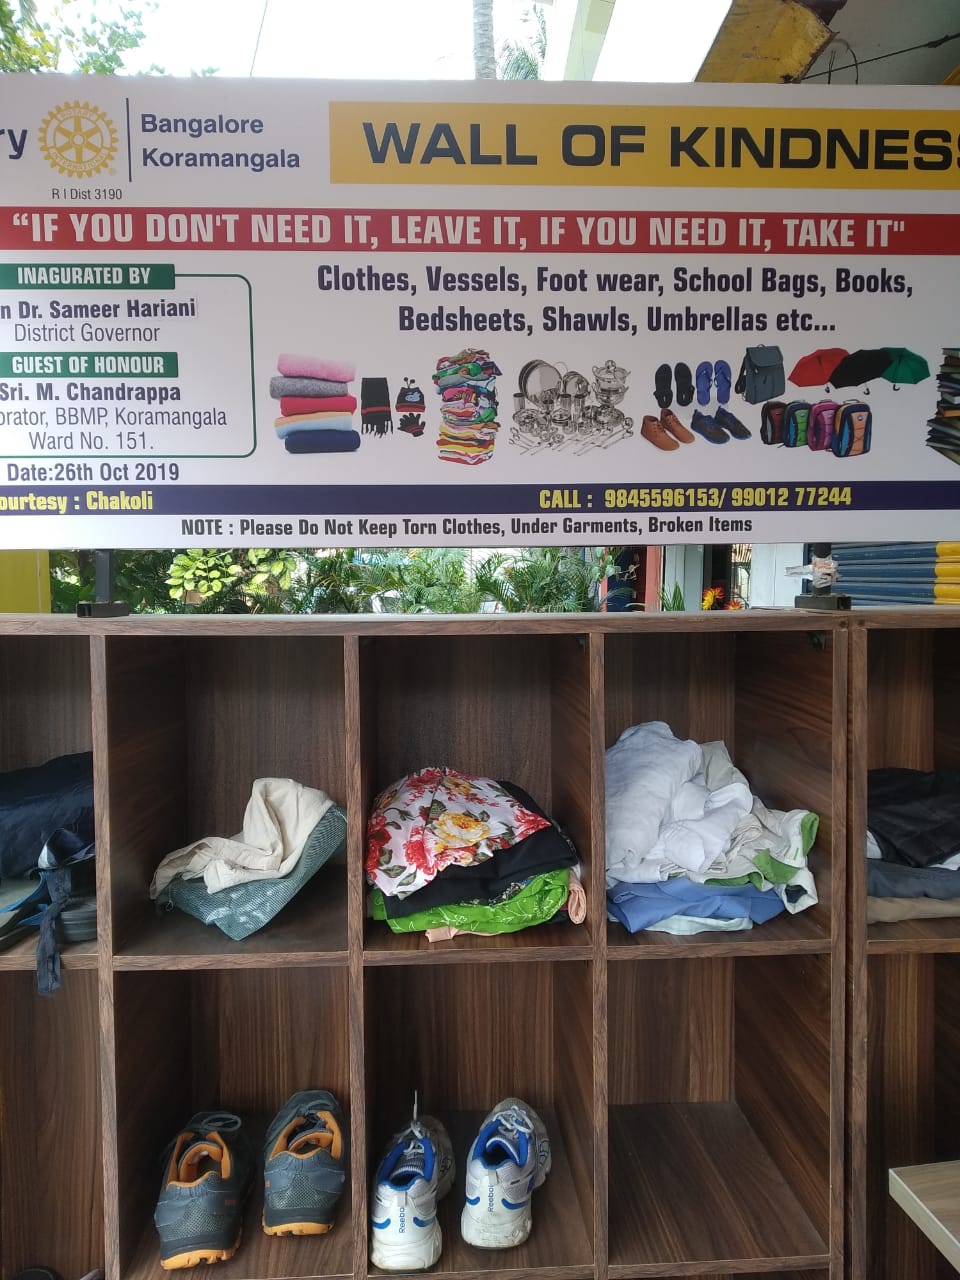 ry
Bangalore
Koramangala
R I Dist 3190
WALL OF KINDNESS
"IF YOU DON'T NEED IT, LEAVE IT, IF YOU NEED IT, TAKE IT"
INAGURATED BY
n Dr. Sameer Hariani
District Governor
GUEST OF HONOUR
Sri. M. Chandrappa
orator, BBMP, Koramangala
Ward No. 151.
Date:26th Oct 2019
Clothes, Vessels, Foot wear, School Bags, Books,
Bedsheets, Shawls, Umbrellas etc...
ourtesy : Chakoli
CALL : 9845596153/ 99012 77244
NOTE : Please Do Not Keep Torn Clothes, Under Garments, Broken Items
Reebok
Reebok